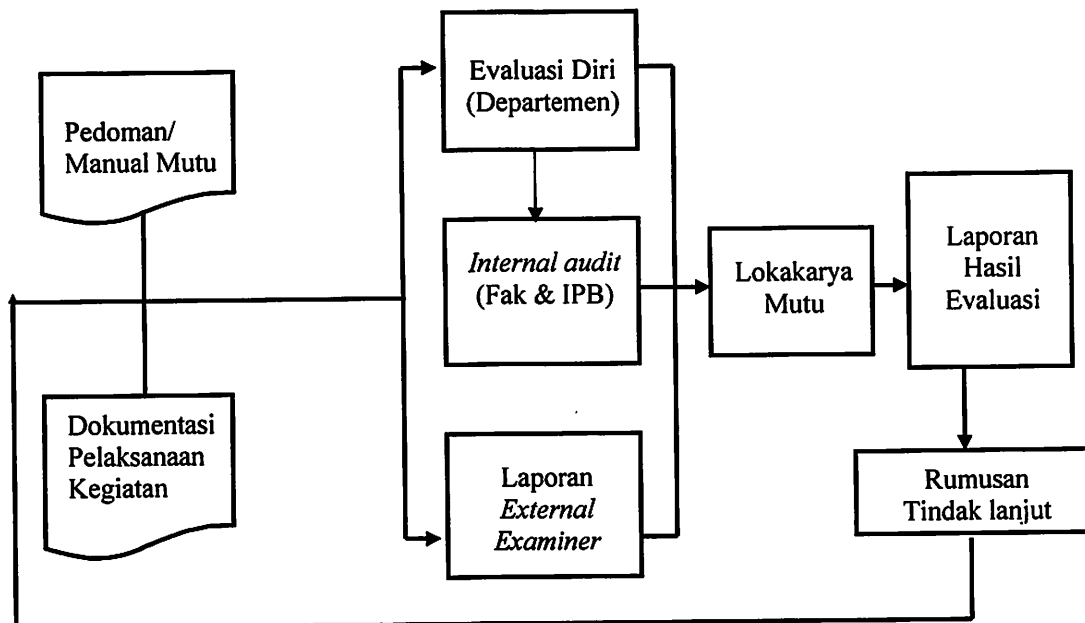 Pedoman/
Manual Mutu
Dokumentasi
Pelaksanaan
Kegiatan
Evaluasi Diri
(Departemen)
Internal audit
(Fak & IPB)
Laporan
External
Examiner
Lokakarya
Mutu
Laporan
Hasil
Evaluasi
Rumusan
Tindak lanjut